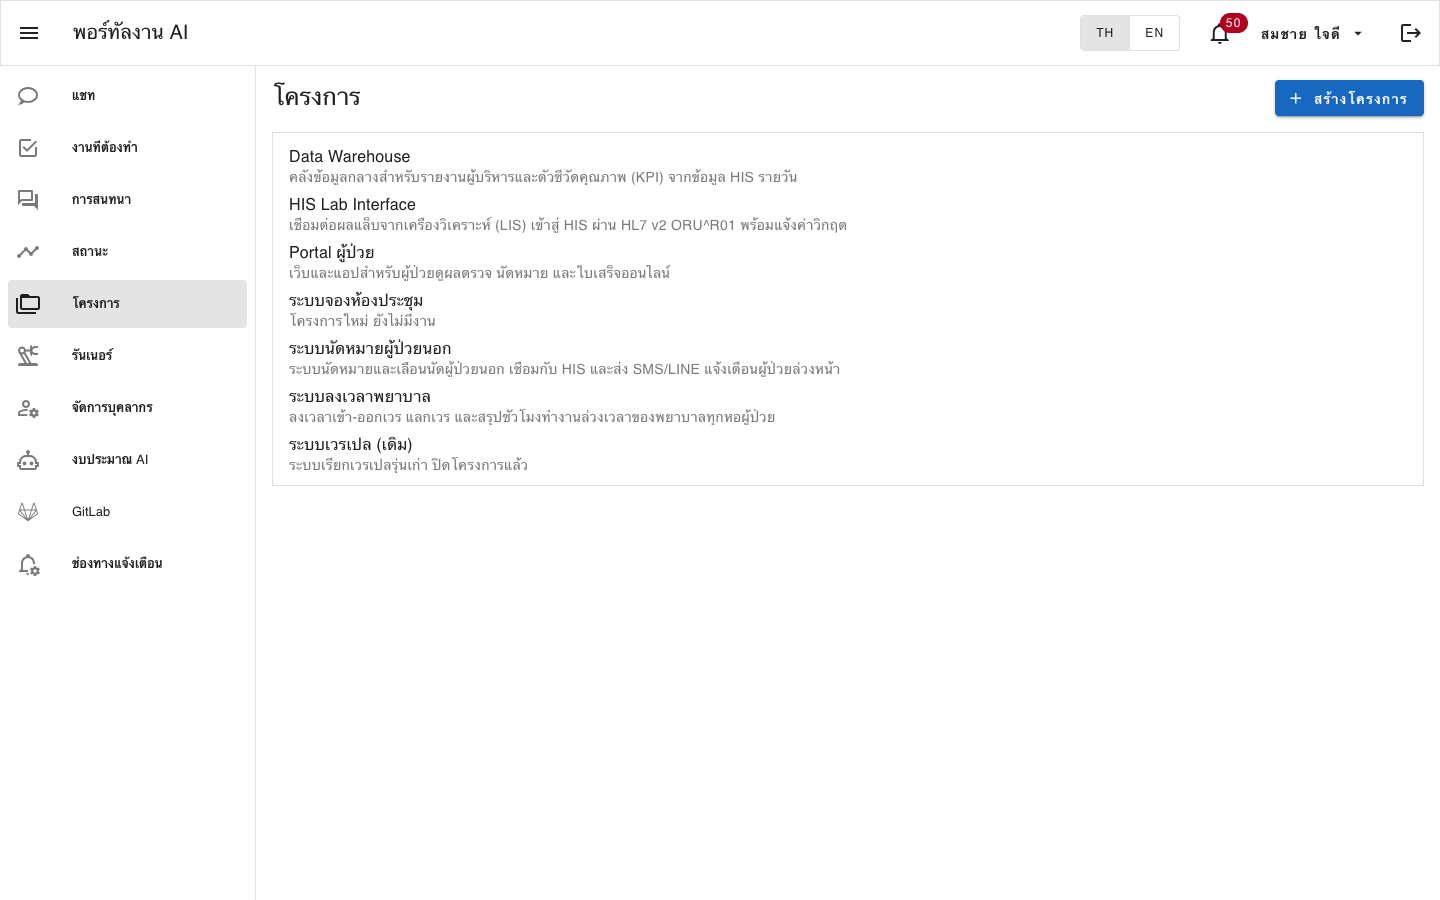 พอร์ทัลงาน AI
TH
EN
50
สมชาย ใจดี
แชท
งานที่ต้องทำ
การสนทนา
สถานะ
โครงการ
รันเนอร์
จัดการบุคลากร
งบประมาณ AI
GitLab
ช่องทางแจ้งเตือน
โครงการ
+ สร้างโครงการ
Data Warehouse
คลังข้อมูลกลางสำหรับรายงานผู้บริหารและตัวชี้วัดคุณภาพ (KPI) จากข้อมูล HIS รายวัน
HIS Lab Interface
เชื่อมต่อผลแล็บจากเครื่องวิเคราะห์ (LIS) เข้าสู่ HIS ผ่าน HL7 v2 ORU^R01 พร้อมแจ้งค่าวิกฤต
Portal ผู้ป่วย
เว็บและแอปสำหรับผู้ป่วยดูผลตรวจ นัดหมาย และใบเสร็จออนไลน์
ระบบจองห้องประชุม
โครงการใหม่ ยังไม่มีงาน
ระบบนัดหมายผู้ป่วยนอก
ระบบนัดหมายและเลื่อนนัดผู้ป่วยนอก เชื่อมกับ HIS และส่ง SMS/LINE แจ้งเตือนผู้ป่วยล่วงหน้า
ระบบลงเวลาพยาบาล
ลงเวลาเข้า-ออกเวร แลกเวร และสรุปชั่วโมงทำงานล่วงเวลาของพยาบาลทุกหอผู้ป่วย
ระบบเวรเปล (เดิม)
ระบบเรียกเวรเปลรุ่นเก่า ปิดโครงการแล้ว